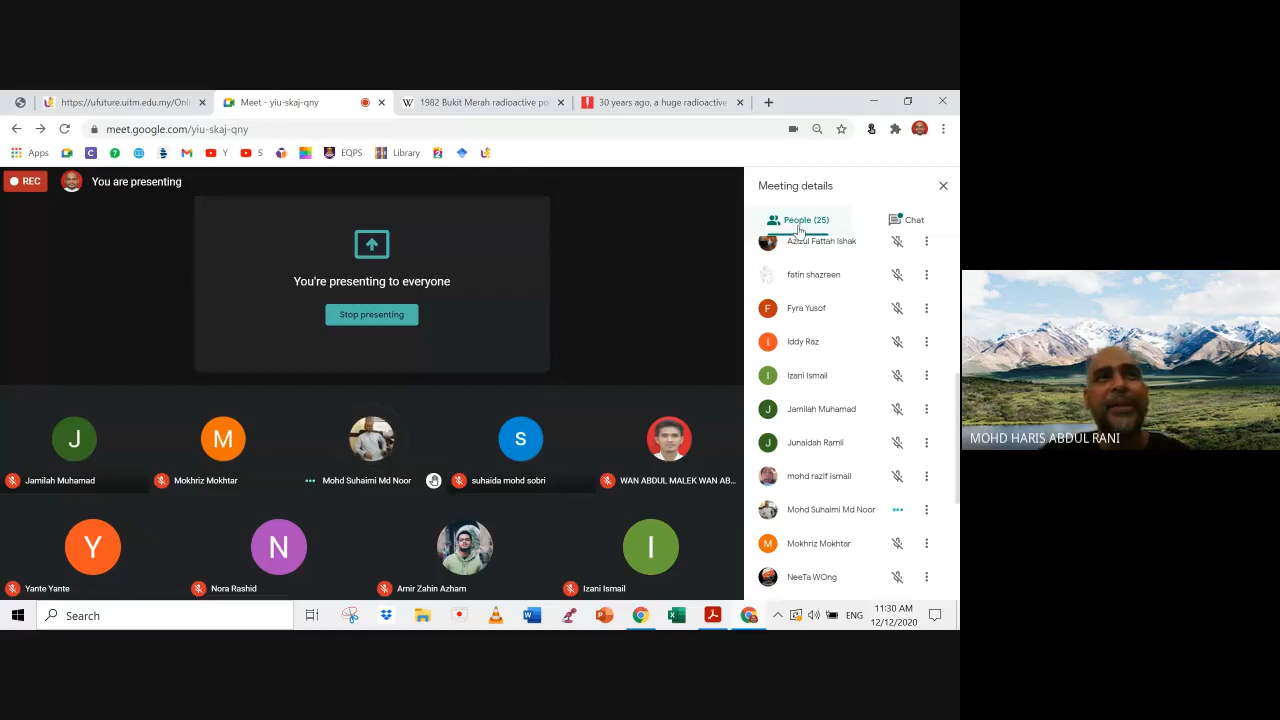 https://ufuture.uitm.edu.my/Onli
Meet - yiu-skaj-qny
1982 Bukit Merah radioactive po
30 years ago, a huge radioactive
meet.google.com/yiu-skaj-qny
Apps
Y
S
EQPS
Library
REC
You are presenting
You're presenting to everyone
Stop presenting
Meeting details
People (25)
Chat
Azizul Fattah Ishak
fatin shazreen
F
Fyra Yusof
I
Iddy Raz
I
Izani Ismail
J
Jamilah Muhamad
J
Junaidah Ramli
mohd razif ismail
Mohd Suhaimi Md Noor
M
Mokhriz Mokhtar
NeeTa WOng
J
M
s
Jamilah Muhamad
Mokhriz Mokhtar
Mohd Suhaimi Md Noor
suhaida mohd sobri
WAN ABDUL MALEK WAN AB...
Y
N
I
Yante Yante
Nora Rashid
Amir Zahin Azham
Izani Ismail
MOHD HARIS ABDUL RANI
Search
ENG
11:30 AM
12/12/2020